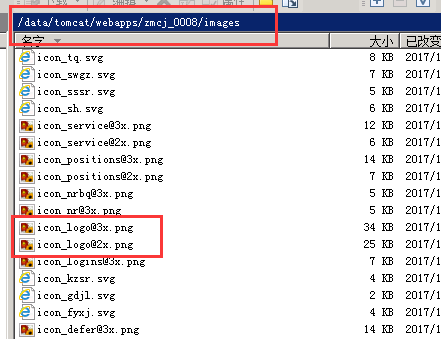 /data/tomcat/webapps/zmcj_0008/images
名字 大小 已改变
icon_tq.svg 8 KB 2017/1
icon_swgz.svg 7 KB 2017/1
icon_sssr.svg 5 KB 2017/1
icon_sh.svg 6 KB 2017/1
icon_service@3x.png 12 KB 2017/1
icon_service@2x.png 6 KB 2017/1
icon_positions@3x.png 14 KB 2017/1
icon_positions@2x.png 7 KB 2017/1
icon_nrbq@3x.png 5 KB 2017/1
icon_nr@3x.png 5 KB 2017/1
icon_logo@3x.png 34 KB 2017/1
icon_logo@2x.png 25 KB 2017/1
icon_logins@3x.png 7 KB 2017/1
icon_kzsr.svg 4 KB 2017/1
icon_gdjl.svg 2 KB 2017/1
icon_fyxj.svg 4 KB 2017/1
icon_defer@3x.png 14 KB 2017/1